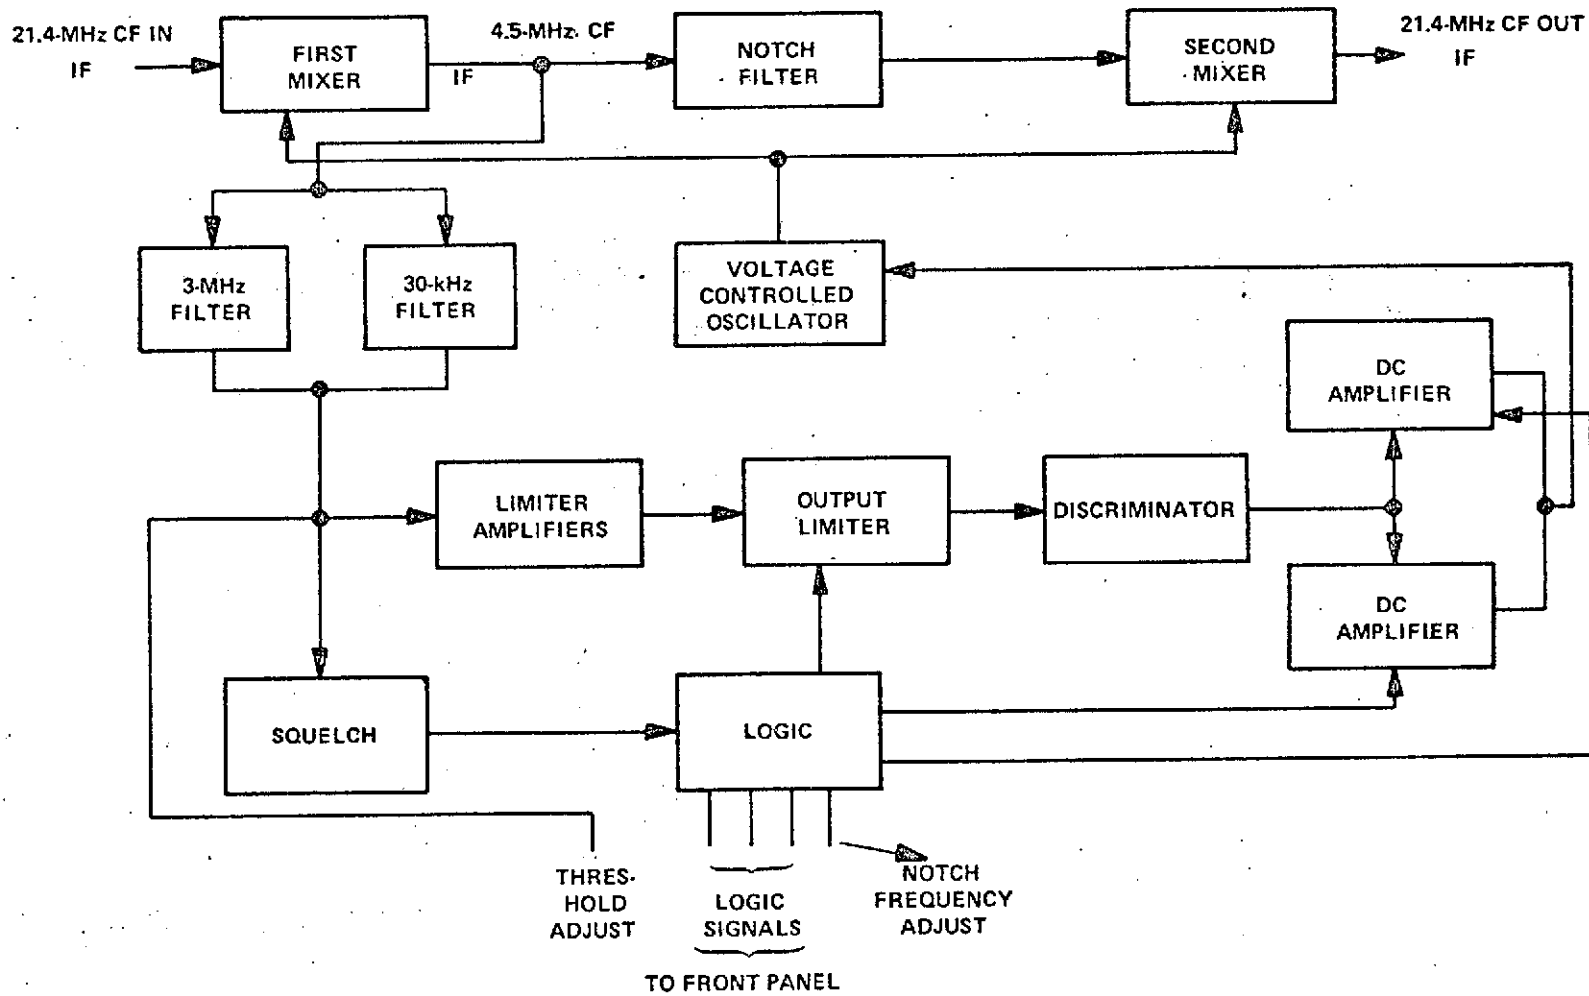 21.4-MHz CF IN
IF
FIRST
MIXER
4.5-MHz. CF
IF
NOTCH
FILTER
SECOND
MIXER
21.4-MHz CF OUT
IF
3-MHz
FILTER
30-kHz
FILTER
VOLTAGE
CONTROLLED
OSCILLATOR
DC
AMPLIFIER
LIMITER
AMPLIFIERS
OUTPUT
LIMITER
DISCRIMINATOR
DC
AMPLIFIER
SQUELCH
LOGIC
THRES-
HOLD
ADJUST
LOGIC
SIGNALS
NOTCH
FREQUENCY
ADJUST
TO FRONT PANEL